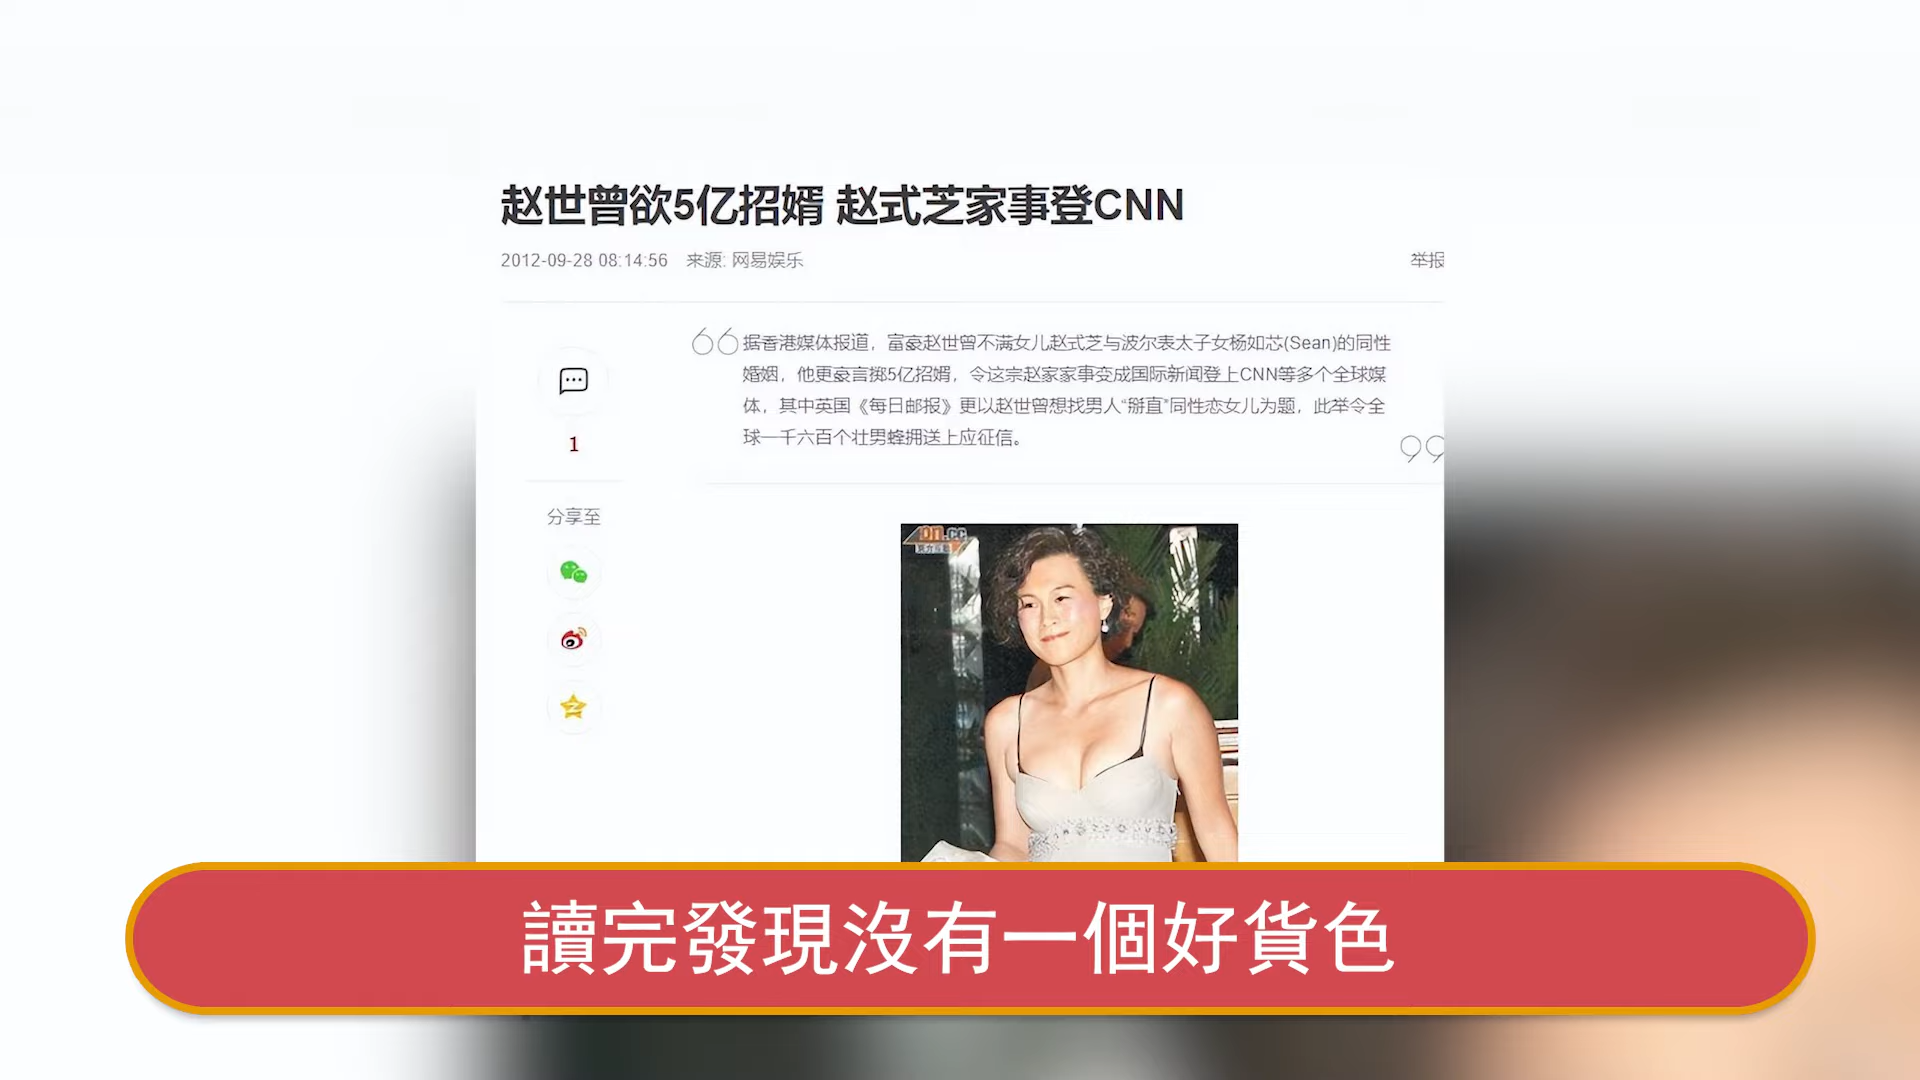 赵世曾欲5亿招婿 赵式芝家事登CNN
2012-09-28 08:14:56 来源: 网易娱乐
举报
据香港媒体报道，富豪赵世曾不满女儿赵式芝与波尔表太子女杨如芯(Sean)的同性
婚姻，他更豪言掷5亿招婿，令这宗赵家家事变成国际新闻登上CNN等多个全球媒
体，其中英国《每日邮报》更以赵世曾想找男人“掰直”同性恋女儿为题，此举令全
球一千六百个壮男蜂拥送上应征信。
1
分享至
on.cc
東方互動
讀完發現沒有一個好貨色